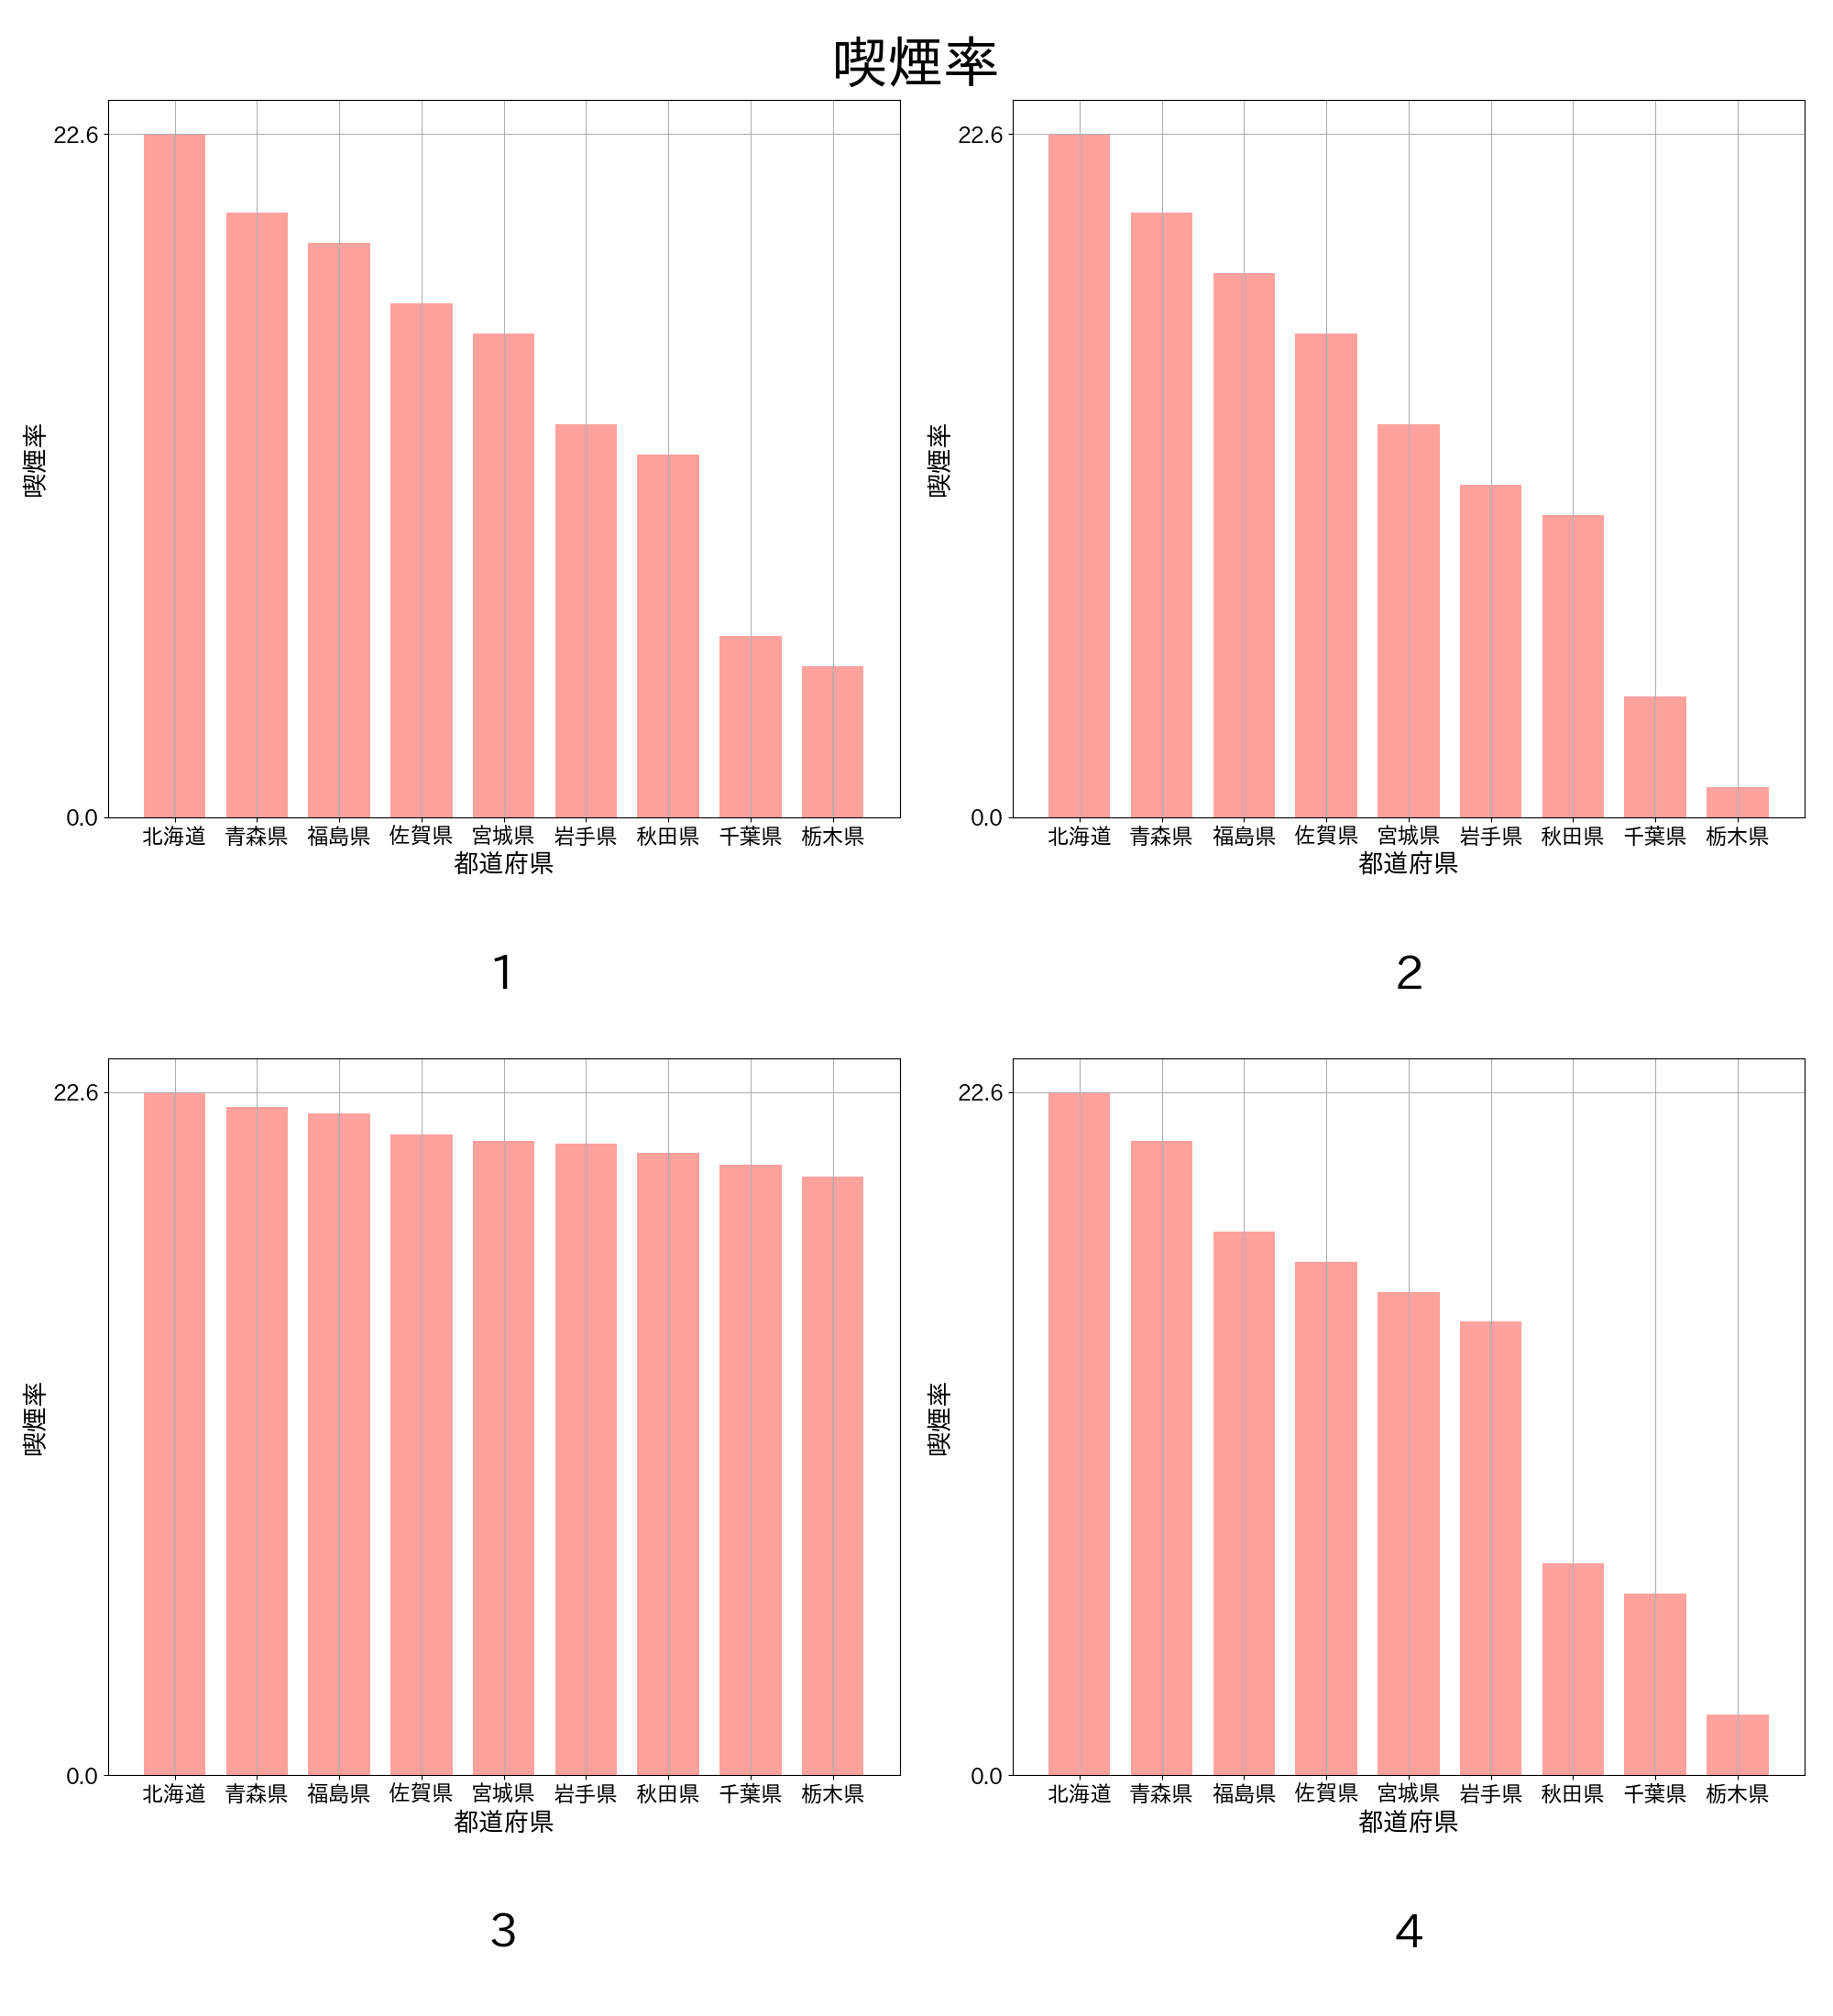 喫煙率
22.6
喫煙率
0.0
北海道 青森県 福島県 佐賀県 宮城県 岩手県 秋田県 千葉県 栃木県
都道府県
1
22.6
喫煙率
0.0
北海道 青森県 福島県 佐賀県 宮城県 岩手県 秋田県 千葉県 栃木県
都道府県
2
22.6
喫煙率
0.0
北海道 青森県 福島県 佐賀県 宮城県 岩手県 秋田県 千葉県 栃木県
都道府県
3
22.6
喫煙率
0.0
北海道 青森県 福島県 佐賀県 宮城県 岩手県 秋田県 千葉県 栃木県
都道府県
4